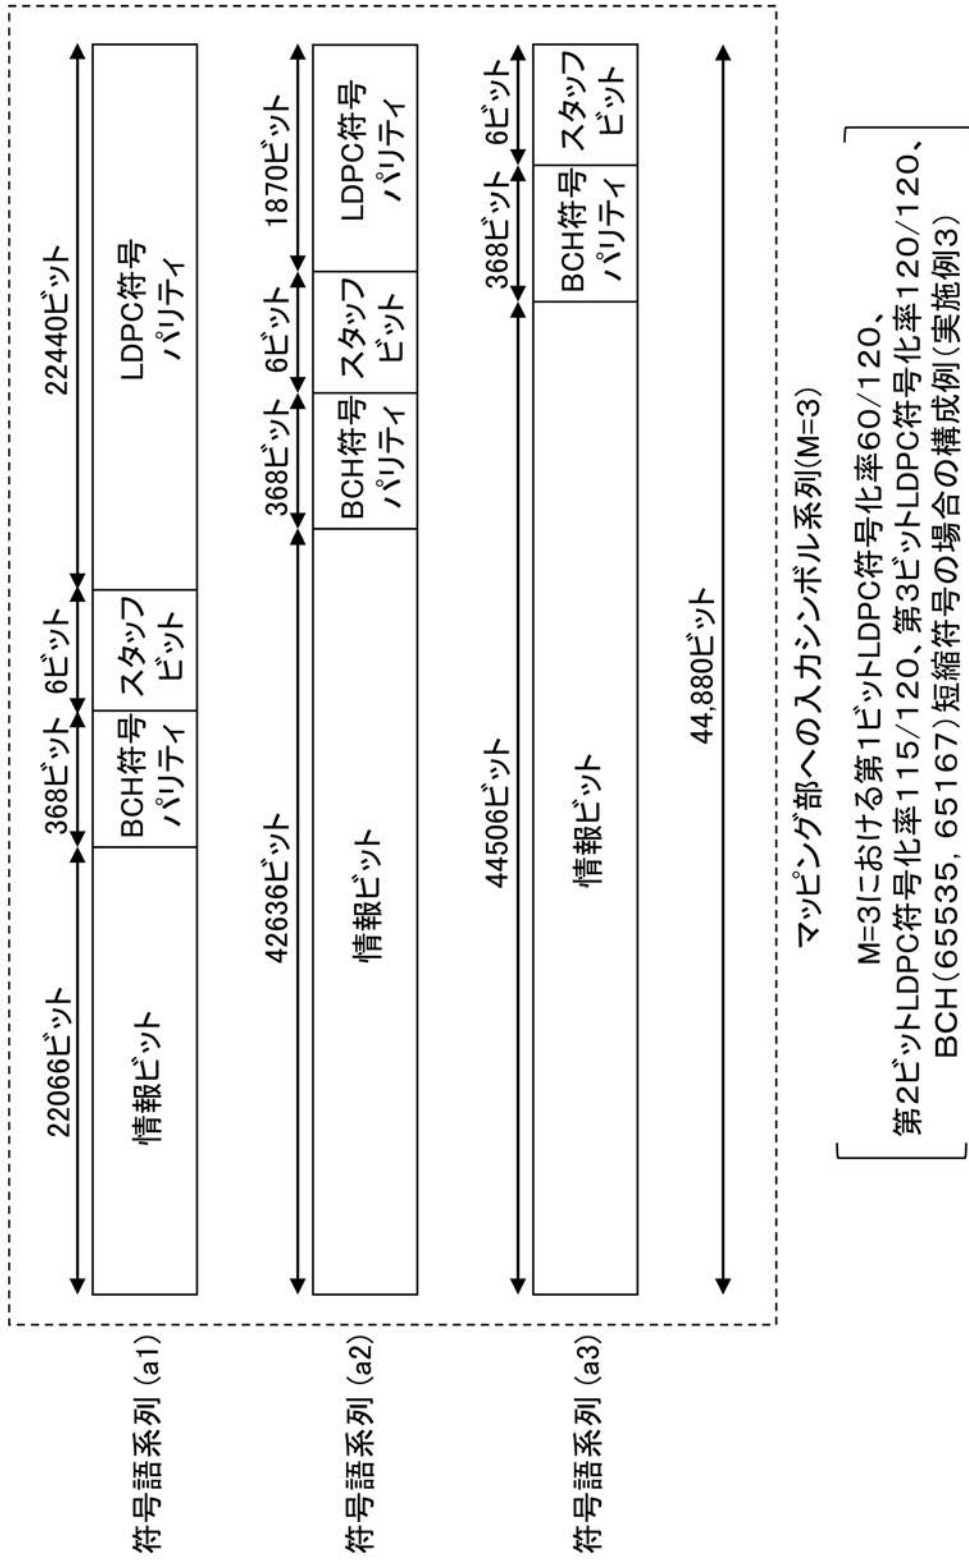 符号語系列 (a1)
22066ビット
368ビット
6ビット
22440ビット
情報ビット
BCH符号
パリティ
スタッフ
ビット
LDPC符号
パリティ
符号語系列 (a2)
42636ビット
368ビット
6ビット
1870ビット
情報ビット
BCH符号
パリティ
スタッフ
ビット
LDPC符号
パリティ
符号語系列 (a3)
44506ビット
368ビット
6ビット
情報ビット
BCH符号
パリティ
スタッフ
ビット
44,880ビット
マッピング部への入力シンボル系列(M=3)
M=3における第1ビットLDPC符号化率60/120、
第2ビットLDPC符号化率115/120、第3ビットLDPC符号化率120/120、
BCH(65535, 65167)短縮符号の場合の構成例(実施例3)